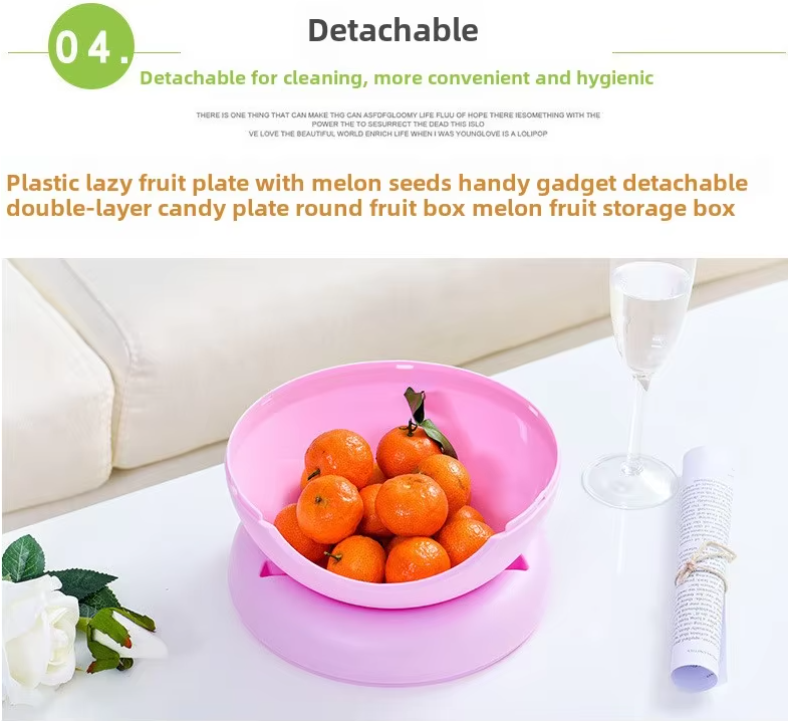 04.
Detachable
Detachable for cleaning, more convenient and hygienic
THERE IS ONE THING THAT CAN MAKE THG CAN ASFDFGLOOMY LIFE FLUU OF HOPE THERE IESOMETHING WITH THE
POWER THE TO SESURRECT THE DEAD THIS ISLO
VE LOVE THE BEAUTIFUL WORLD ENRICH LIFE WHEN I WAS YOUNGLOVE IS A LOLIPOP
Plastic lazy fruit plate with melon seeds handy gadget detachable
double-layer candy plate round fruit box melon fruit storage box